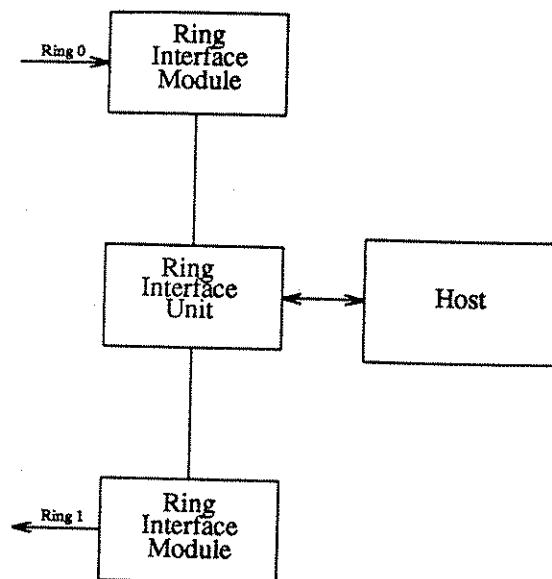 Ring 0
Ring
Interface
Module
Ring
Interface
Unit
Host
Ring 1
Ring
Interface
Module